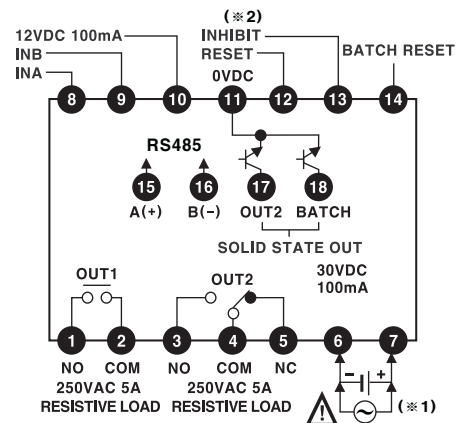 (※2)
12VDC 100mA
INHIBIT
INB
RESET
BATCH RESET
INA
0VDC
8 9 10 11 12 13 14
RS485
15 16 17 18
A(+) B(-) OUT2 BATCH
SOLID STATE OUT
30VDC
100mA
OUT1
OUT2
1 2 3 4 5 6 7
NO COM NO COM NC
- +
250VAC 5A 250VAC 5A
(※1)
RESISTIVE LOAD RESISTIVE LOAD